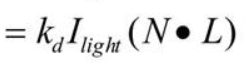 = k_d I_light (N • L)